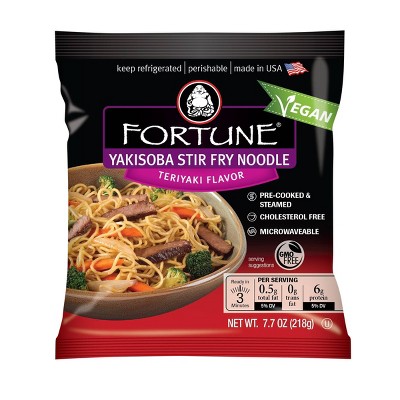 keep refrigerated | perishable | made in USA
VEGAN
FORTUNE®
YAKISOBA STIR FRY NOODLE
TERIYAKI FLAVOR
PRE-COOKED & STEAMED
CHOLESTEROL FREE
MICROWAVEABLE
serving suggestions
GMO FREE
Ready in
3
Minutes
PER SERVING
0.5g total fat 5% DV
0g trans fat
6g protein 5% DV
NET WT. 7.7 OZ (218g)
U